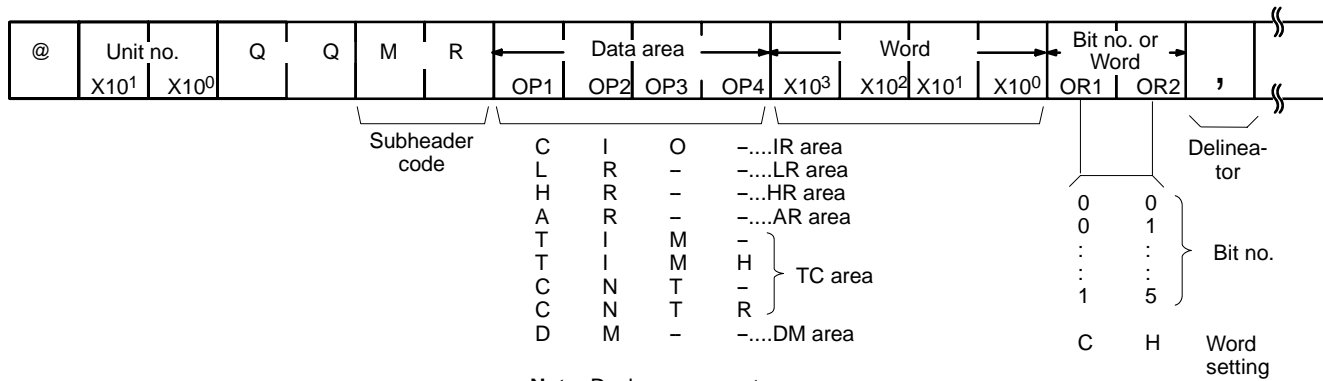 @ Unit no. Q Q M R Data area Word Bit no. or Word ,
X10¹ X10⁰ OP1 OP2 OP3 OP4 X10³ X10² X10¹ X10⁰ OR1 OR2
Subheader code
C I O –....IR area
L R – –....LR area
H R – –...HR area
A R – –....AR area
T I M –
T I M H
C N T –
C N T R
TC area
D M – –....DM area
Delinea-
tor
0 0
0 1
: :
: :
1 5
Bit no.
C H Word
setting